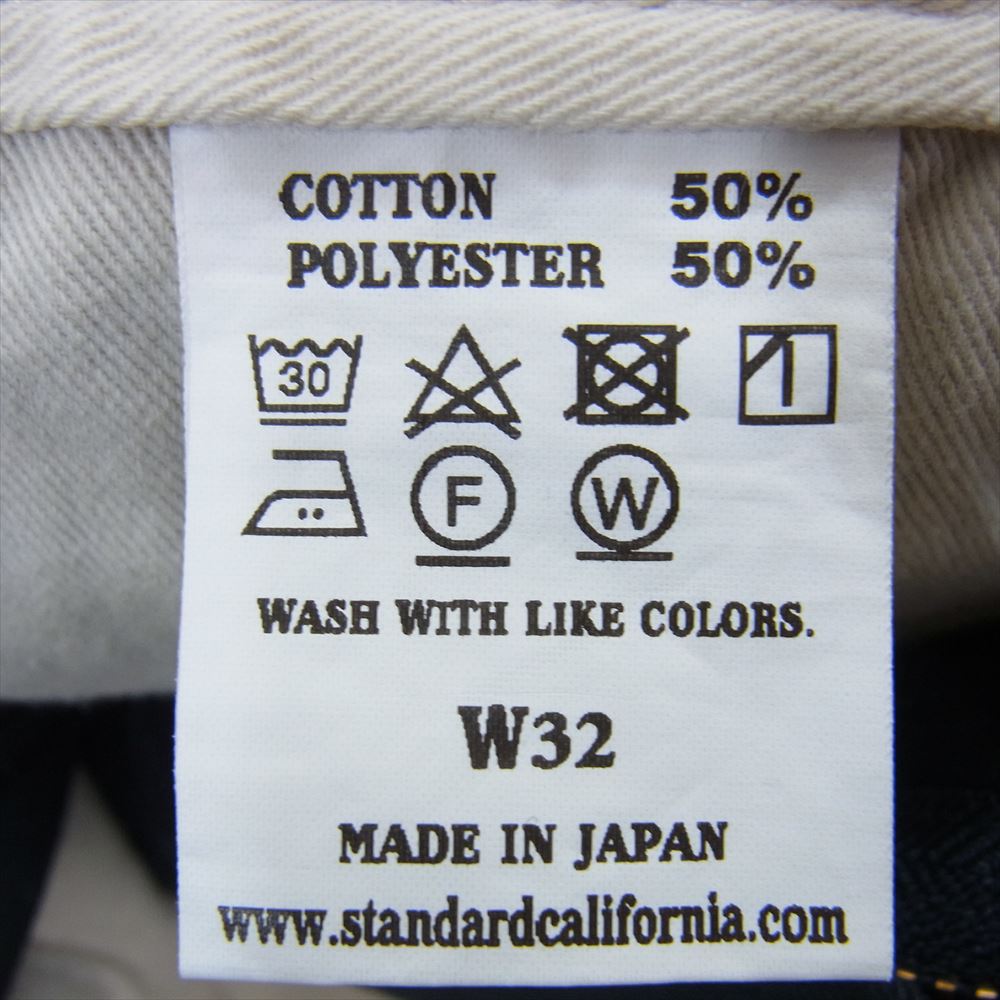 COTTON 50%
POLYESTER 50%
30
F W
WASH WITH LIKE COLORS.
W32
MADE IN JAPAN
www.standardcalifornia.com